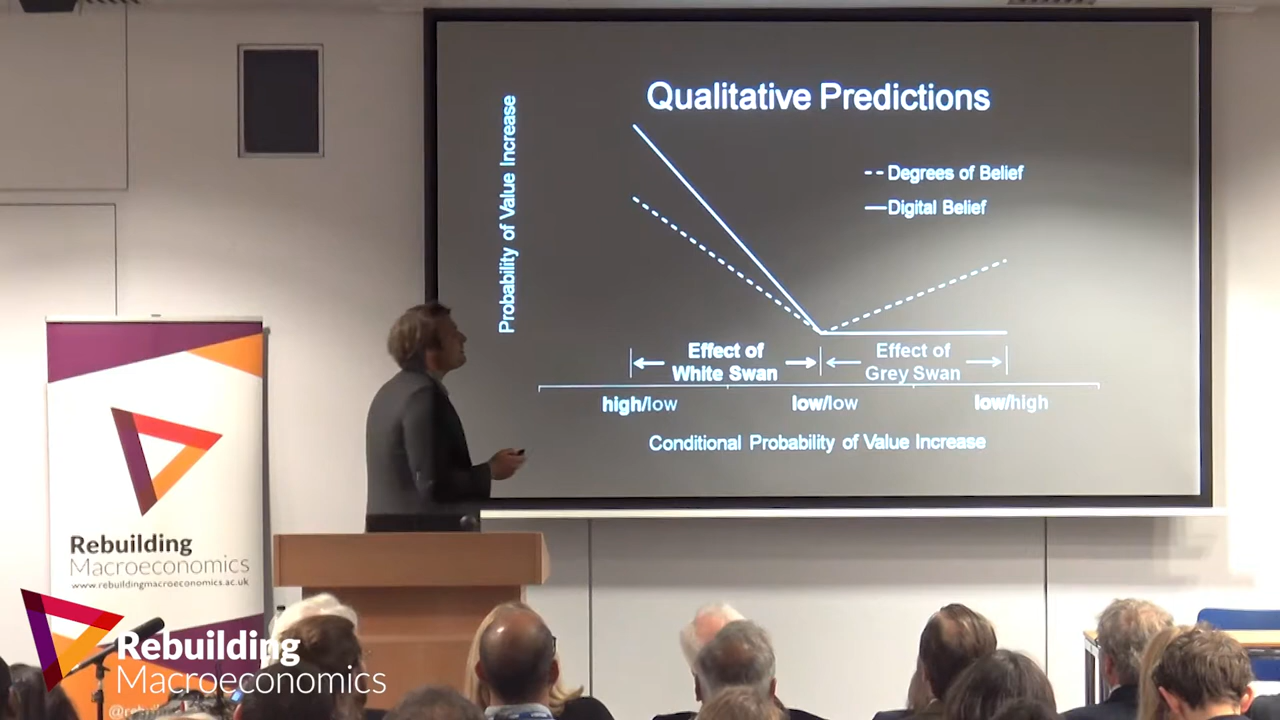 Qualitative Predictions
Probability of Value Increase
Degrees of Belief
Digital Belief
Effect of
White Swan
Effect of
Grey Swan
high/low
low/low
low/high
Conditional Probability of Value Increase
Rebuilding
Macroeconomics
www.rebuildingmacroeconomics.ac.uk
Rebuilding
Macroeconomics